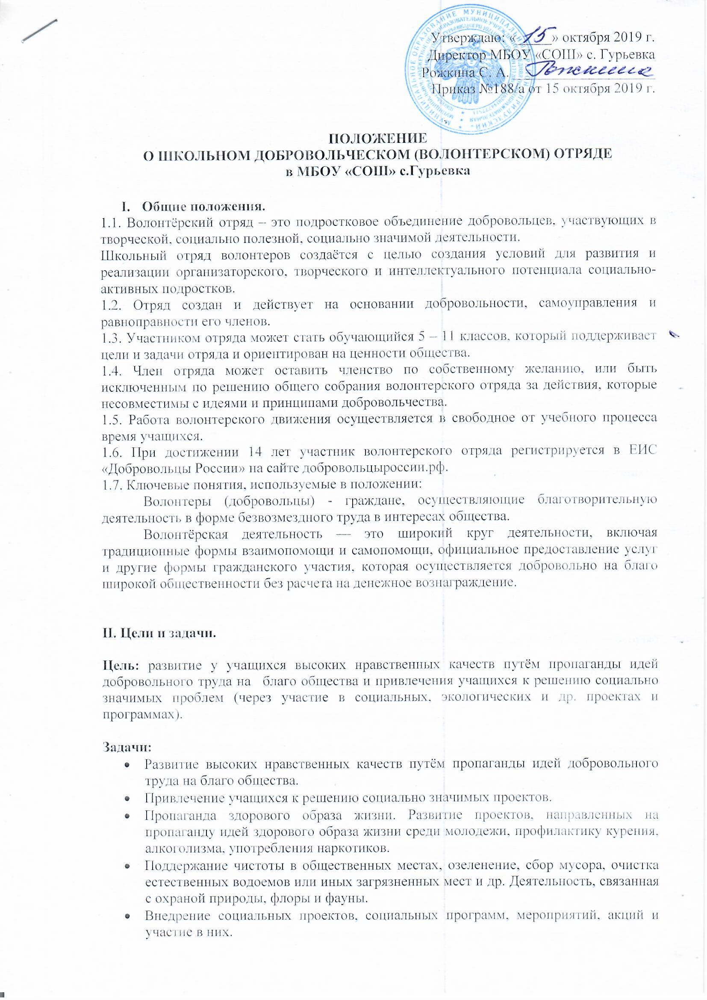 Утверждаю: « 15 » октября 2019 г.
Директор МБОУ «СОШ» с. Гурьевка
Рожкина С. А. Рожкина
Приказ №188/а от 15 октября 2019 г.
ПОЛОЖЕНИЕ
О ШКОЛЬНОМ ДОБРОВОЛЬЧЕСКОМ (ВОЛОНТЕРСКОМ) ОТРЯДЕ
в МБОУ «СОШ» с.Гурьевка
I. Общие положения.
1.1. Волонтёрский отряд – это подростковое объединение добровольцев, участвующих в
творческой, социально полезной, социально значимой деятельности.
Школьный отряд волонтеров создаётся с целью создания условий для развития и
реализации организаторского, творческого и интеллектуального потенциала социально-
активных подростков.
1.2. Отряд создан и действует на основании добровольности, самоуправления и
равноправности его членов.
1.3. Участником отряда может стать обучающийся 5 – 11 классов, который поддерживает
цели и задачи отряда и ориентирован на ценности общества.
1.4. Член отряда может оставить членство по собственному желанию, или быть
исключенным по решению общего собрания волонтерского отряда за действия, которые
несовместимы с идеями и принципами добровольчества.
1.5. Работа волонтерского движения осуществляется в свободное от учебного процесса
время учащихся.
1.6. При достижении 14 лет участник волонтерского отряда регистрируется в ЕИС
«Добровольцы России» на сайте добровольцыроссии.рф.
1.7. Ключевые понятия, используемые в положении:
Волонтеры (добровольцы) - граждане, осуществляющие благотворительную
деятельность в форме безвозмездного труда в интересах общества.
Волонтёрская деятельность — это широкий круг деятельности, включая
традиционные формы взаимопомощи и самопомощи, официальное предоставление услуг
и другие формы гражданского участия, которая осуществляется добровольно на благо
широкой общественности без расчета на денежное вознаграждение.
II. Цели и задачи.
Цель: развитие у учащихся высоких нравственных качеств путём пропаганды идей
добровольного труда на благо общества и привлечения учащихся к решению социально
значимых проблем (через участие в социальных, экологических и др. проектах и
программах).
Задачи:
• Развитие высоких нравственных качеств путём пропаганды идей добровольного
труда на благо общества.
• Привлечение учащихся к решению социально значимых проектов.
• Пропаганда здорового образа жизни. Развитие проектов, направленных на
пропаганду идей здорового образа жизни среди молодежи, профилактику курения,
алкоголизма, употребления наркотиков.
• Поддержание чистоты в общественных местах, озеленение, сбор мусора, очистка
естественных водоемов или иных загрязненных мест и др. Деятельность, связанная
с охраной природы, флоры и фауны.
• Внедрение социальных проектов, социальных программ, мероприятий, акций и
участие в них.